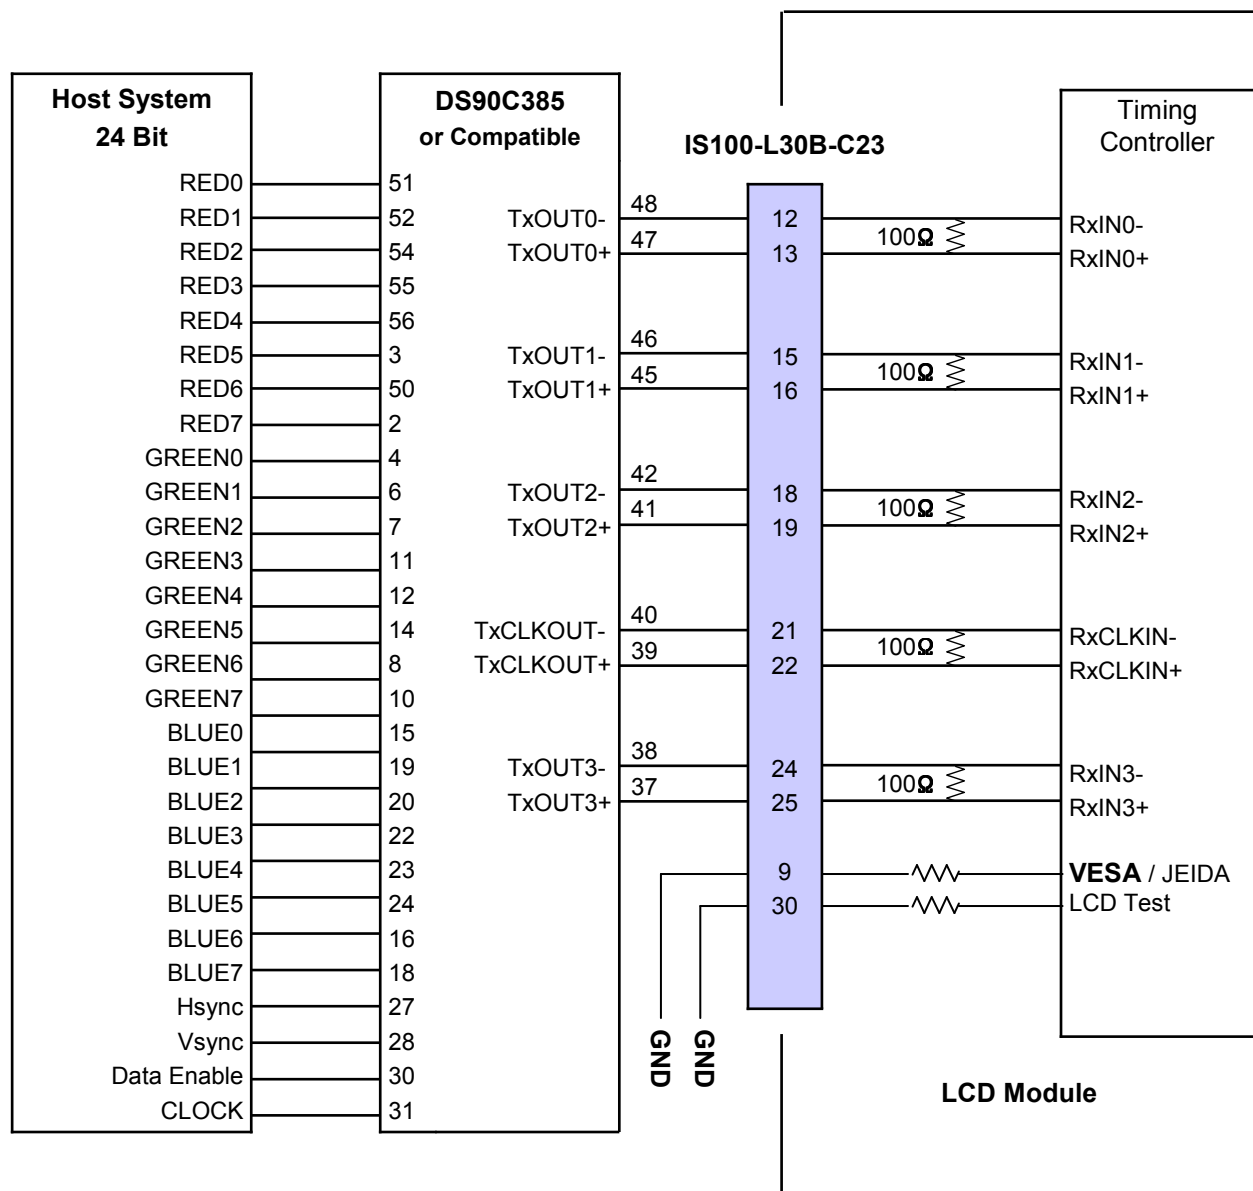 Host System
24 Bit
RED0
RED1
RED2
RED3
RED4
RED5
RED6
RED7
GREEN0
GREEN1
GREEN2
GREEN3
GREEN4
GREEN5
GREEN6
GREEN7
BLUE0
BLUE1
BLUE2
BLUE3
BLUE4
BLUE5
BLUE6
BLUE7
Hsync
Vsync
Data Enable
CLOCK
DS90C385
or Compatible
51
52
54
55
56
3
50
2
4
6
7
11
12
14
8
10
15
19
20
22
23
24
16
18
27
28
30
31
TxOUT0-
TxOUT0+
TxOUT1-
TxOUT1+
TxOUT2-
TxOUT2+
TxCLKOUT-
TxCLKOUT+
TxOUT3-
TxOUT3+
48
47
46
45
42
41
40
39
38
37
GND
GND
IS100-L30B-C23
12
13
15
16
18
19
21
22
24
25
9
30
100Ω
100Ω
100Ω
100Ω
100Ω
Timing
Controller
RxIN0-
RxIN0+
RxIN1-
RxIN1+
RxIN2-
RxIN2+
RxCLKIN-
RxCLKIN+
RxIN3-
RxIN3+
VESA / JEIDA
LCD Test
LCD Module